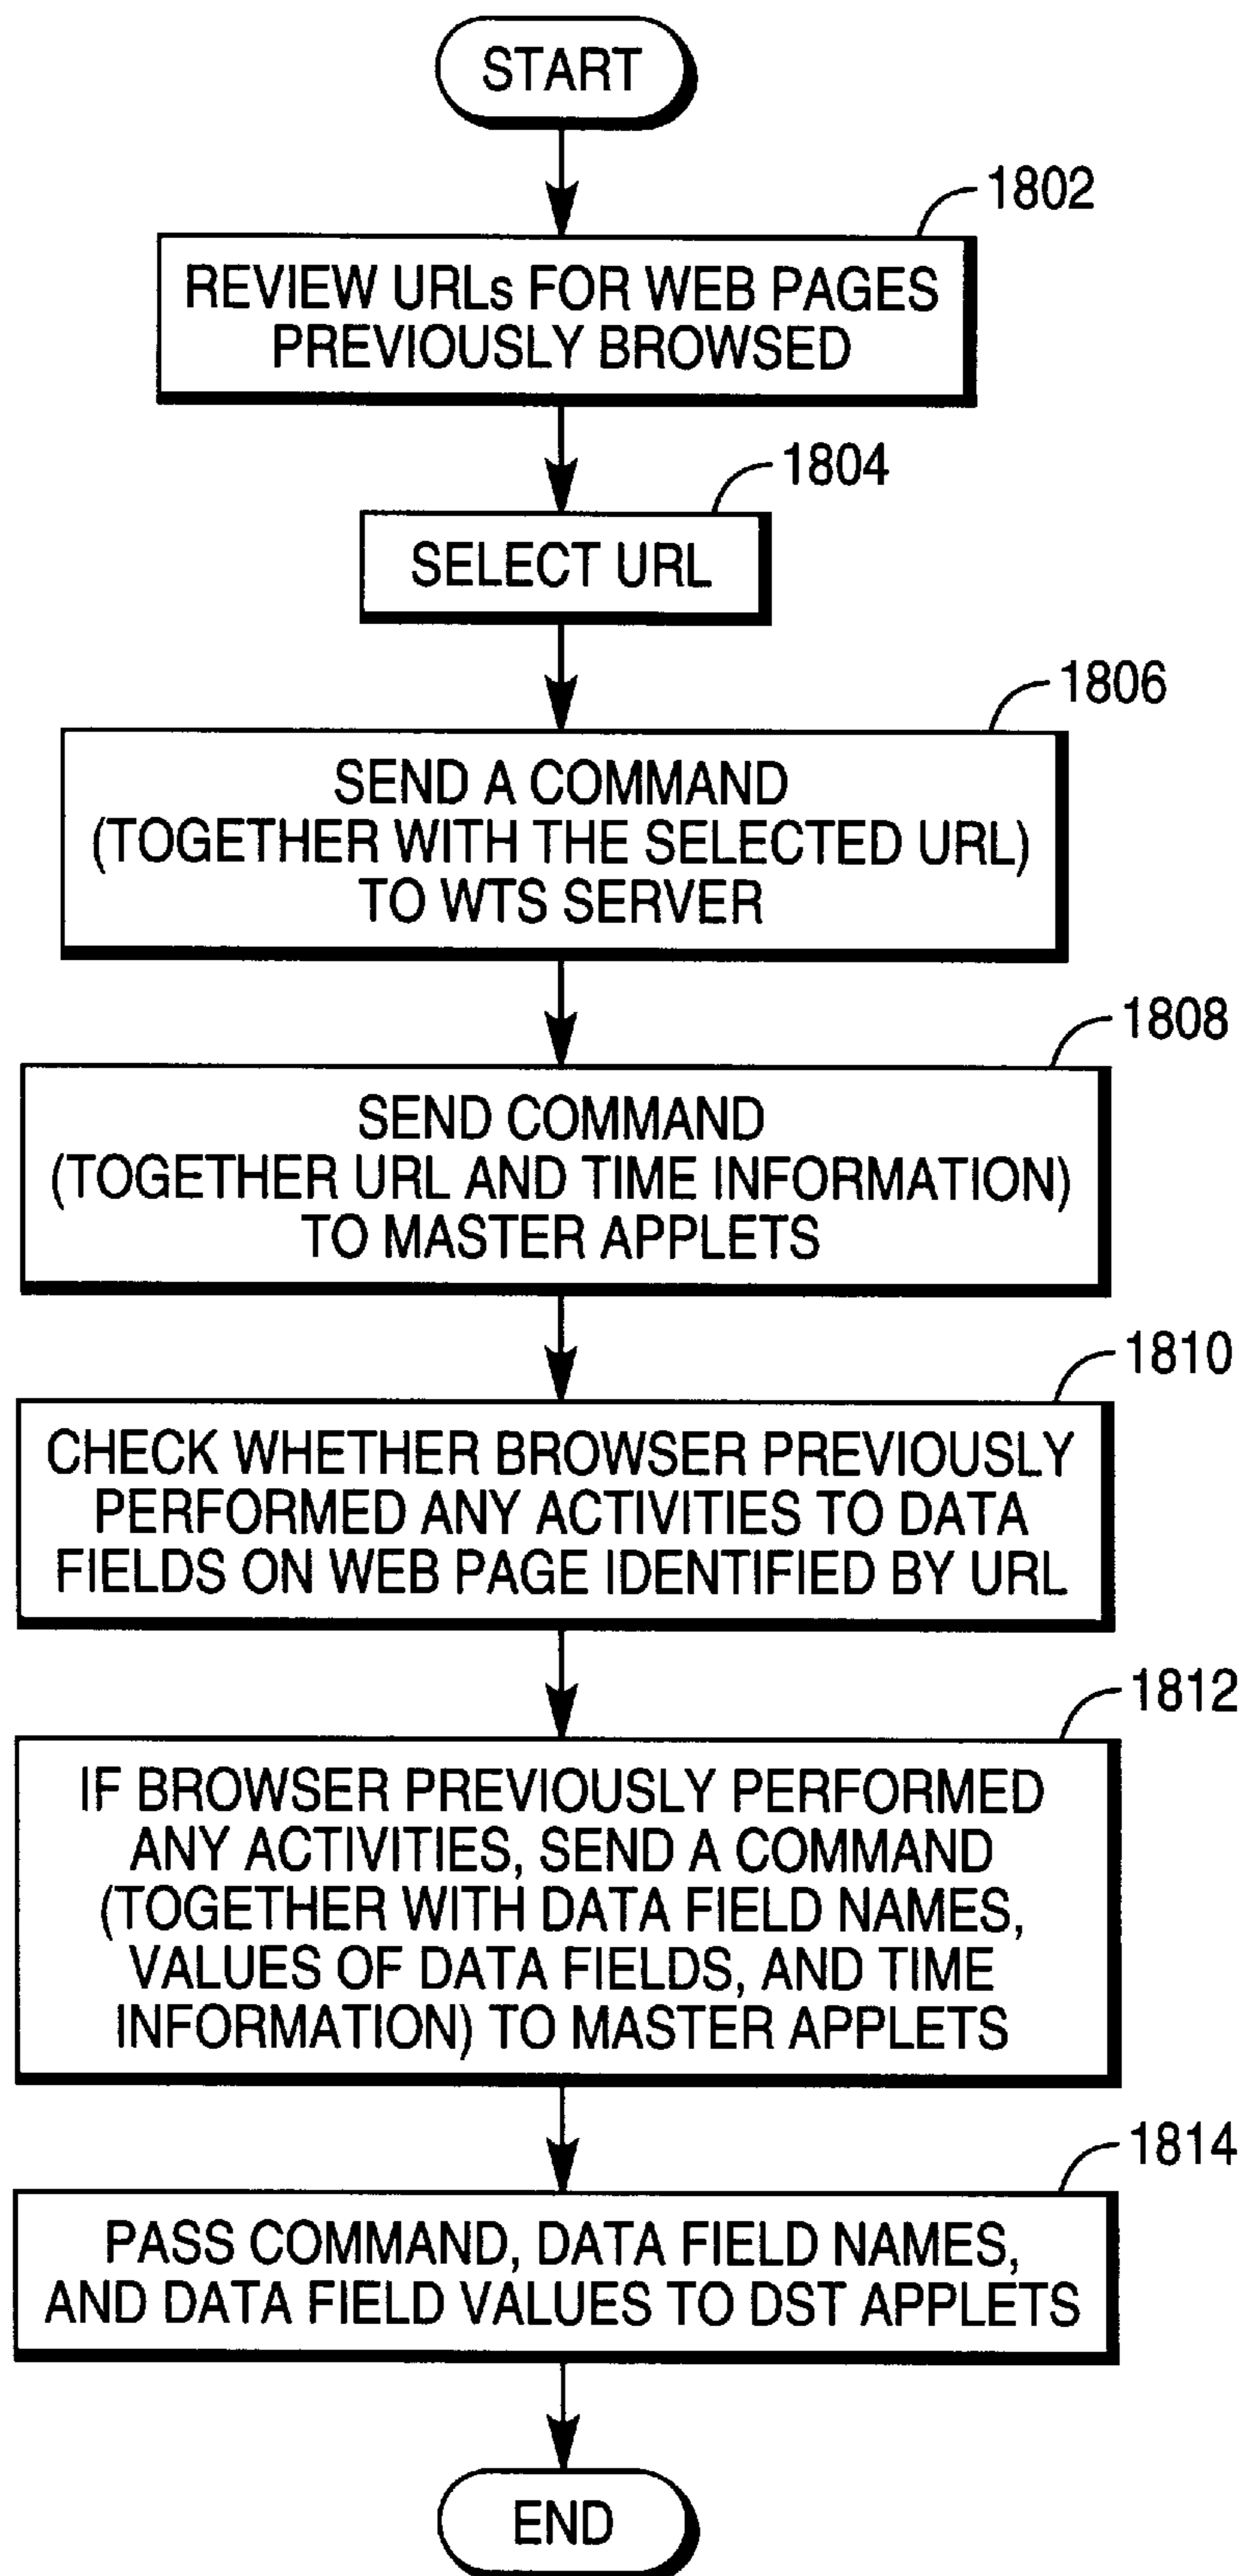 START
1802
REVIEW URLs FOR WEB PAGES
PREVIOUSLY BROWSED
1804
SELECT URL
1806
SEND A COMMAND
(TOGETHER WITH THE SELECTED URL)
TO WTS SERVER
1808
SEND COMMAND
(TOGETHER URL AND TIME INFORMATION)
TO MASTER APPLETS
1810
CHECK WHETHER BROWSER PREVIOUSLY
PERFORMED ANY ACTIVITIES TO DATA
FIELDS ON WEB PAGE IDENTIFIED BY URL
1812
IF BROWSER PREVIOUSLY PERFORMED
ANY ACTIVITIES, SEND A COMMAND
(TOGETHER WITH DATA FIELD NAMES,
VALUES OF DATA FIELDS, AND TIME
INFORMATION) TO MASTER APPLETS
1814
PASS COMMAND, DATA FIELD NAMES,
AND DATA FIELD VALUES TO DST APPLETS
END